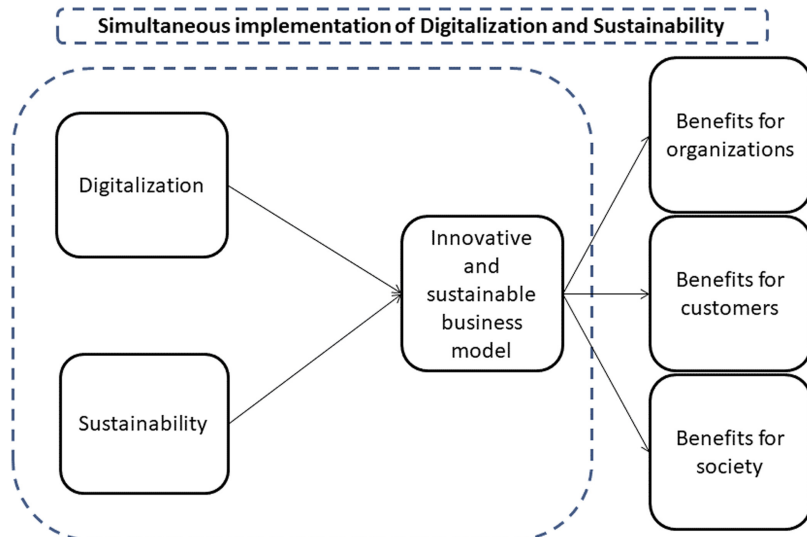 Simultaneous implementation of Digitalization and Sustainability
Digitalization
Sustainability
Innovative
and
sustainable
business
model
Benefits for
organizations
Benefits for
customers
Benefits for
society